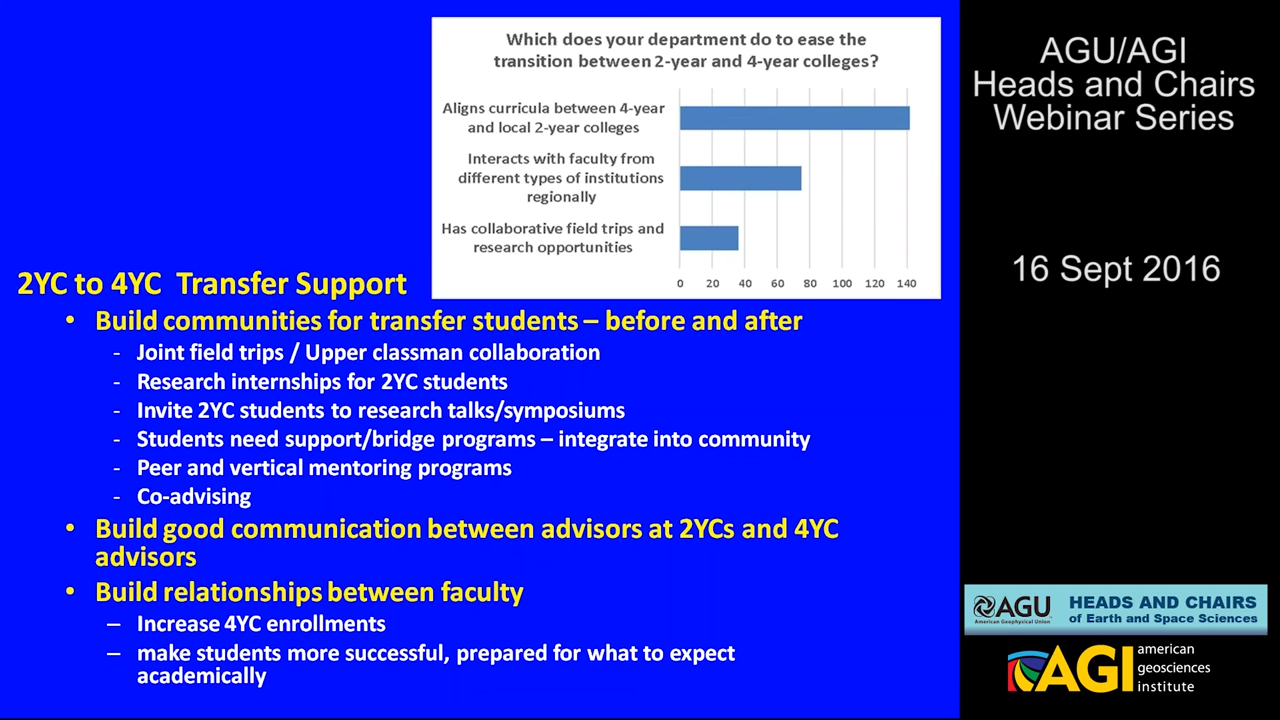 Which does your department do to ease the
transition between 2-year and 4-year colleges?
Aligns curricula between 4-year
and local 2-year colleges
Interacts with faculty from
different types of institutions
regionally
Has collaborative field trips and
research opportunities
0 20 40 60 80 100 120 140
2YC to 4YC Transfer Support
• Build communities for transfer students – before and after
- Joint field trips / Upper classman collaboration
- Research internships for 2YC students
- Invite 2YC students to research talks/symposiums
- Students need support/bridge programs – integrate into community
- Peer and vertical mentoring programs
- Co-advising
• Build good communication between advisors at 2YCs and 4YC
advisors
• Build relationships between faculty
– Increase 4YC enrollments
– make students more successful, prepared for what to expect
academically
AGU/AGI
Heads and Chairs
Webinar Series
16 Sept 2016
AGU
American Geophysical Union
HEADS AND CHAIRS
of Earth and Space Sciences
AGI
american
geosciences
institute